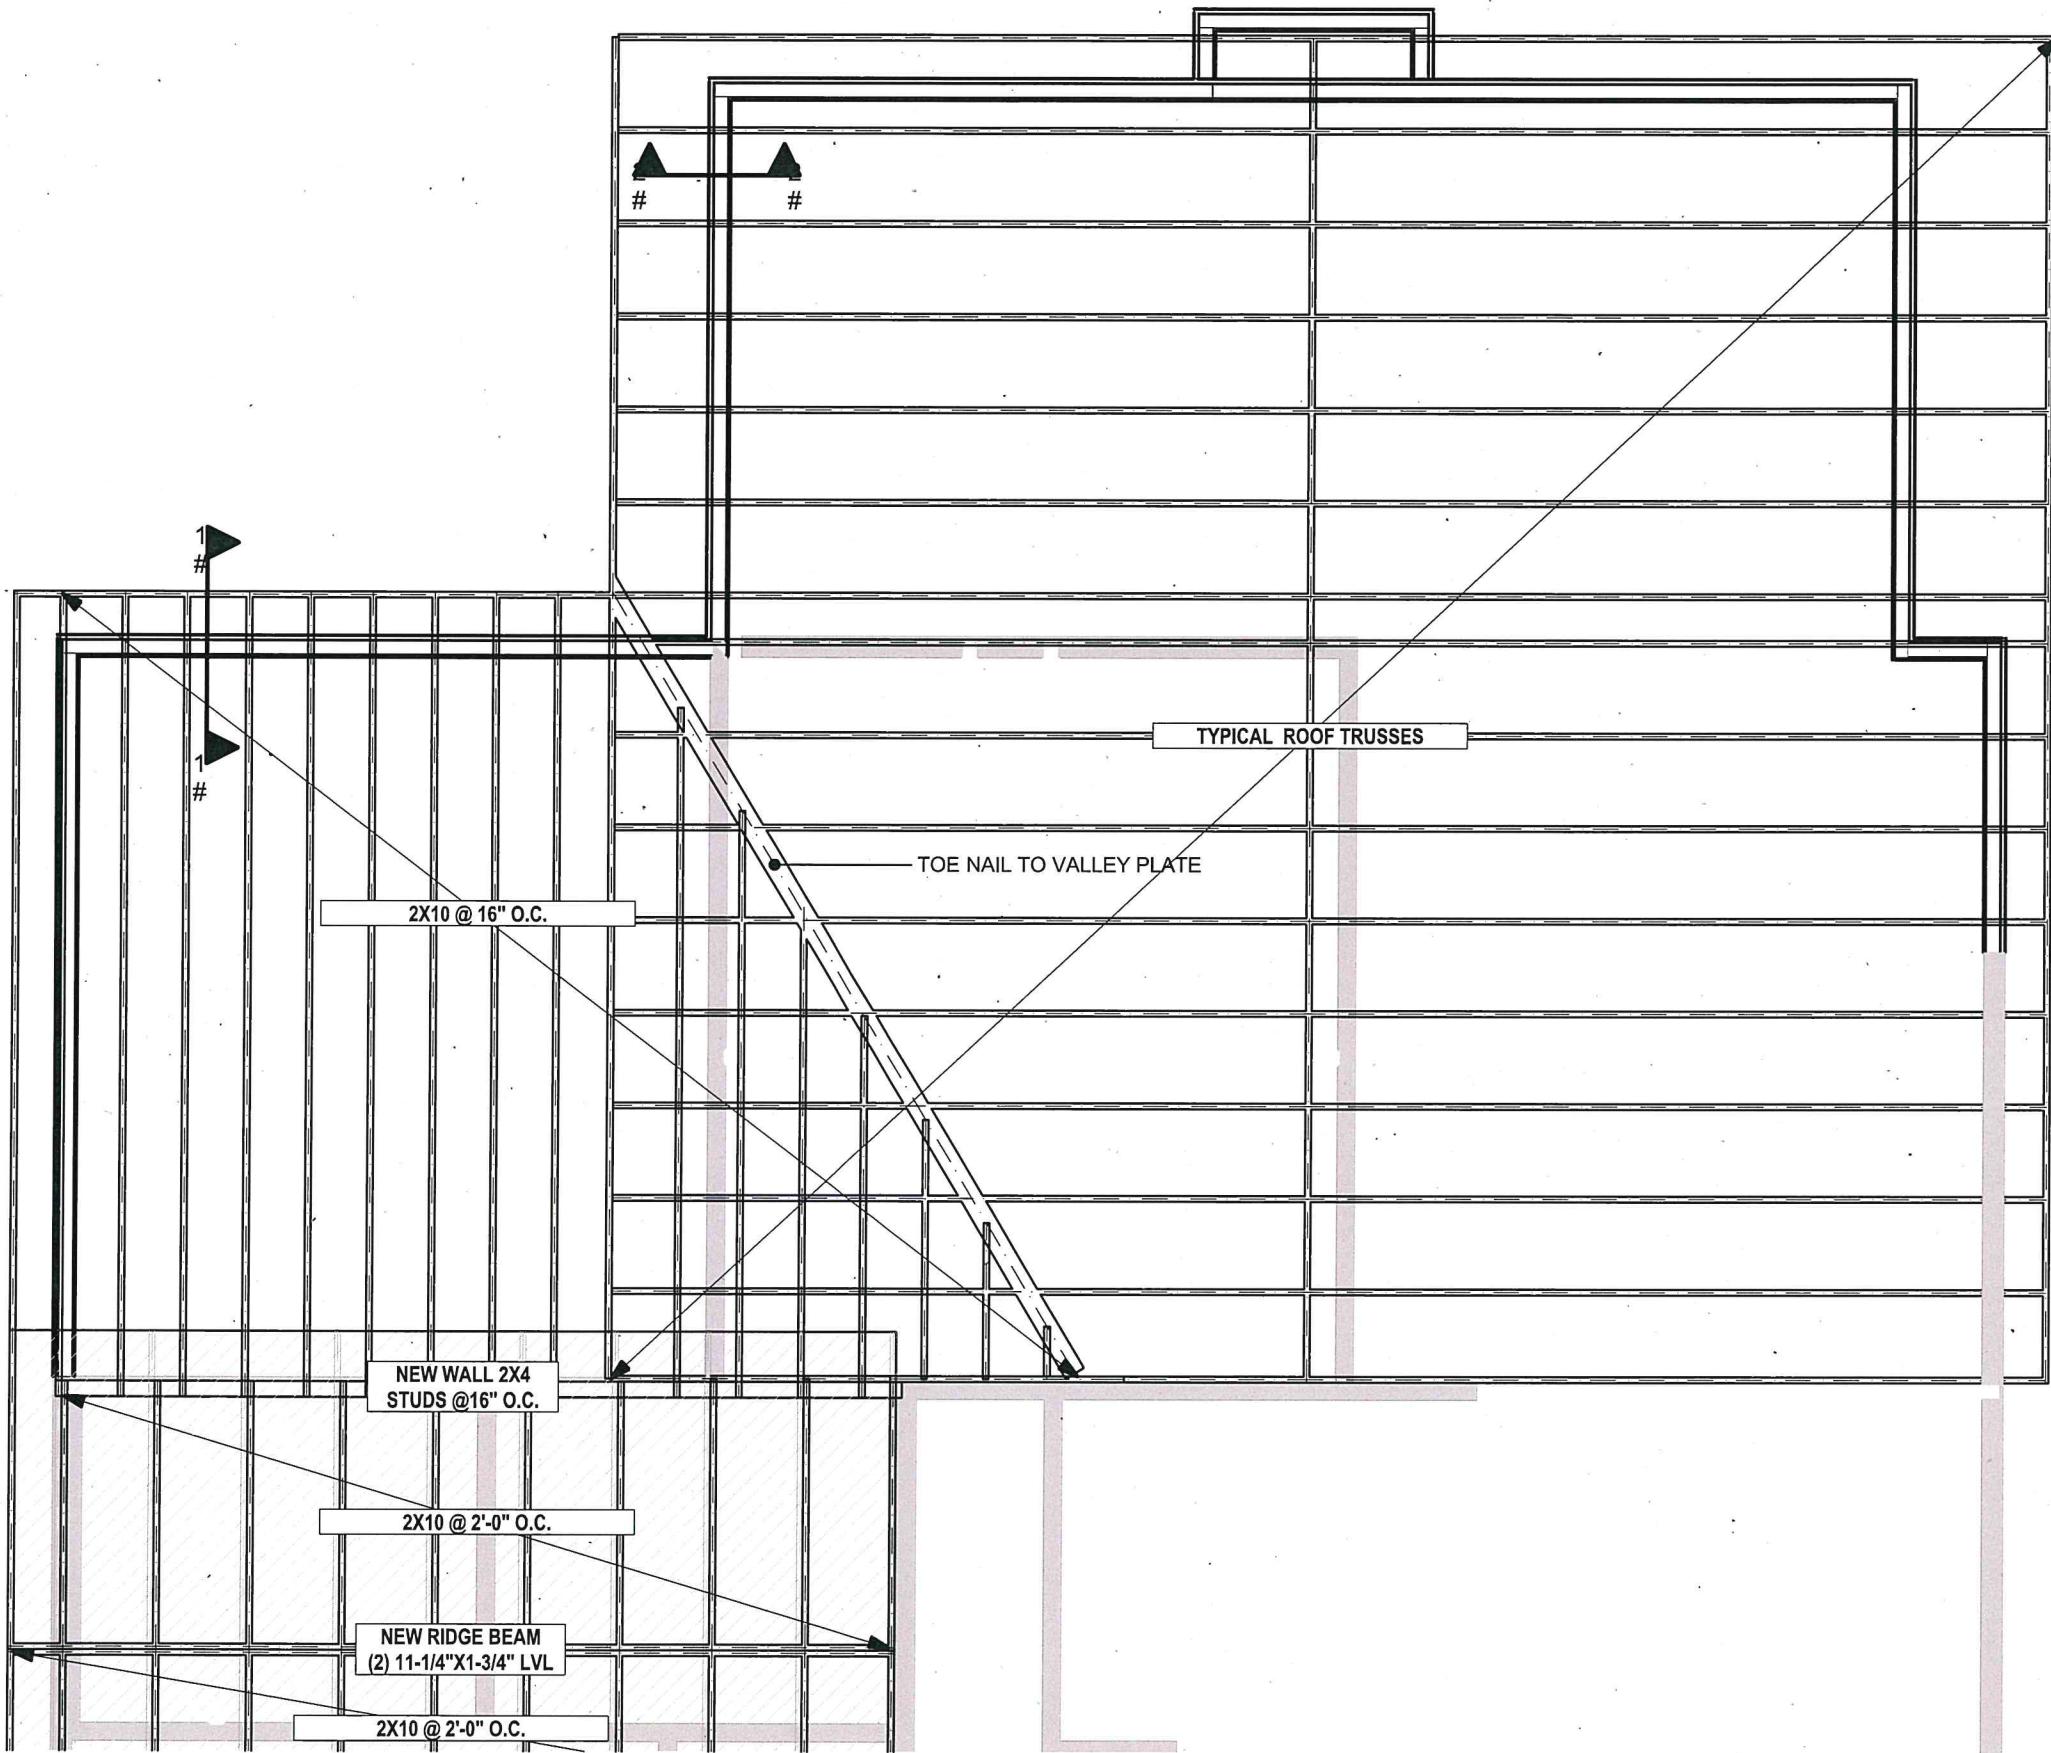 #
#
1
#
1
#
TYPICAL ROOF TRUSSES
TOE NAIL TO VALLEY PLATE
2X10 @ 16" O.C.
NEW WALL 2X4
STUDS @16" O.C.
2X10 @ 2'-0" O.C.
NEW RIDGE BEAM
(2) 11-1/4"X1-3/4" LVL
2X10 @ 2'-0" O.C.